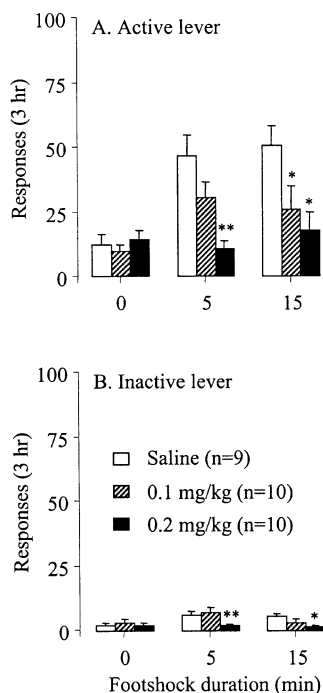 A. Active lever
Responses (3 hr)
100
75
50
25
0
**
*
*
0 5 15
B. Inactive lever
Responses (3 hr)
100
75
50
25
0
Saline (n=9)
0.1 mg/kg (n=10)
0.2 mg/kg (n=10)
**
*
0 5 15
Footshock duration (min)